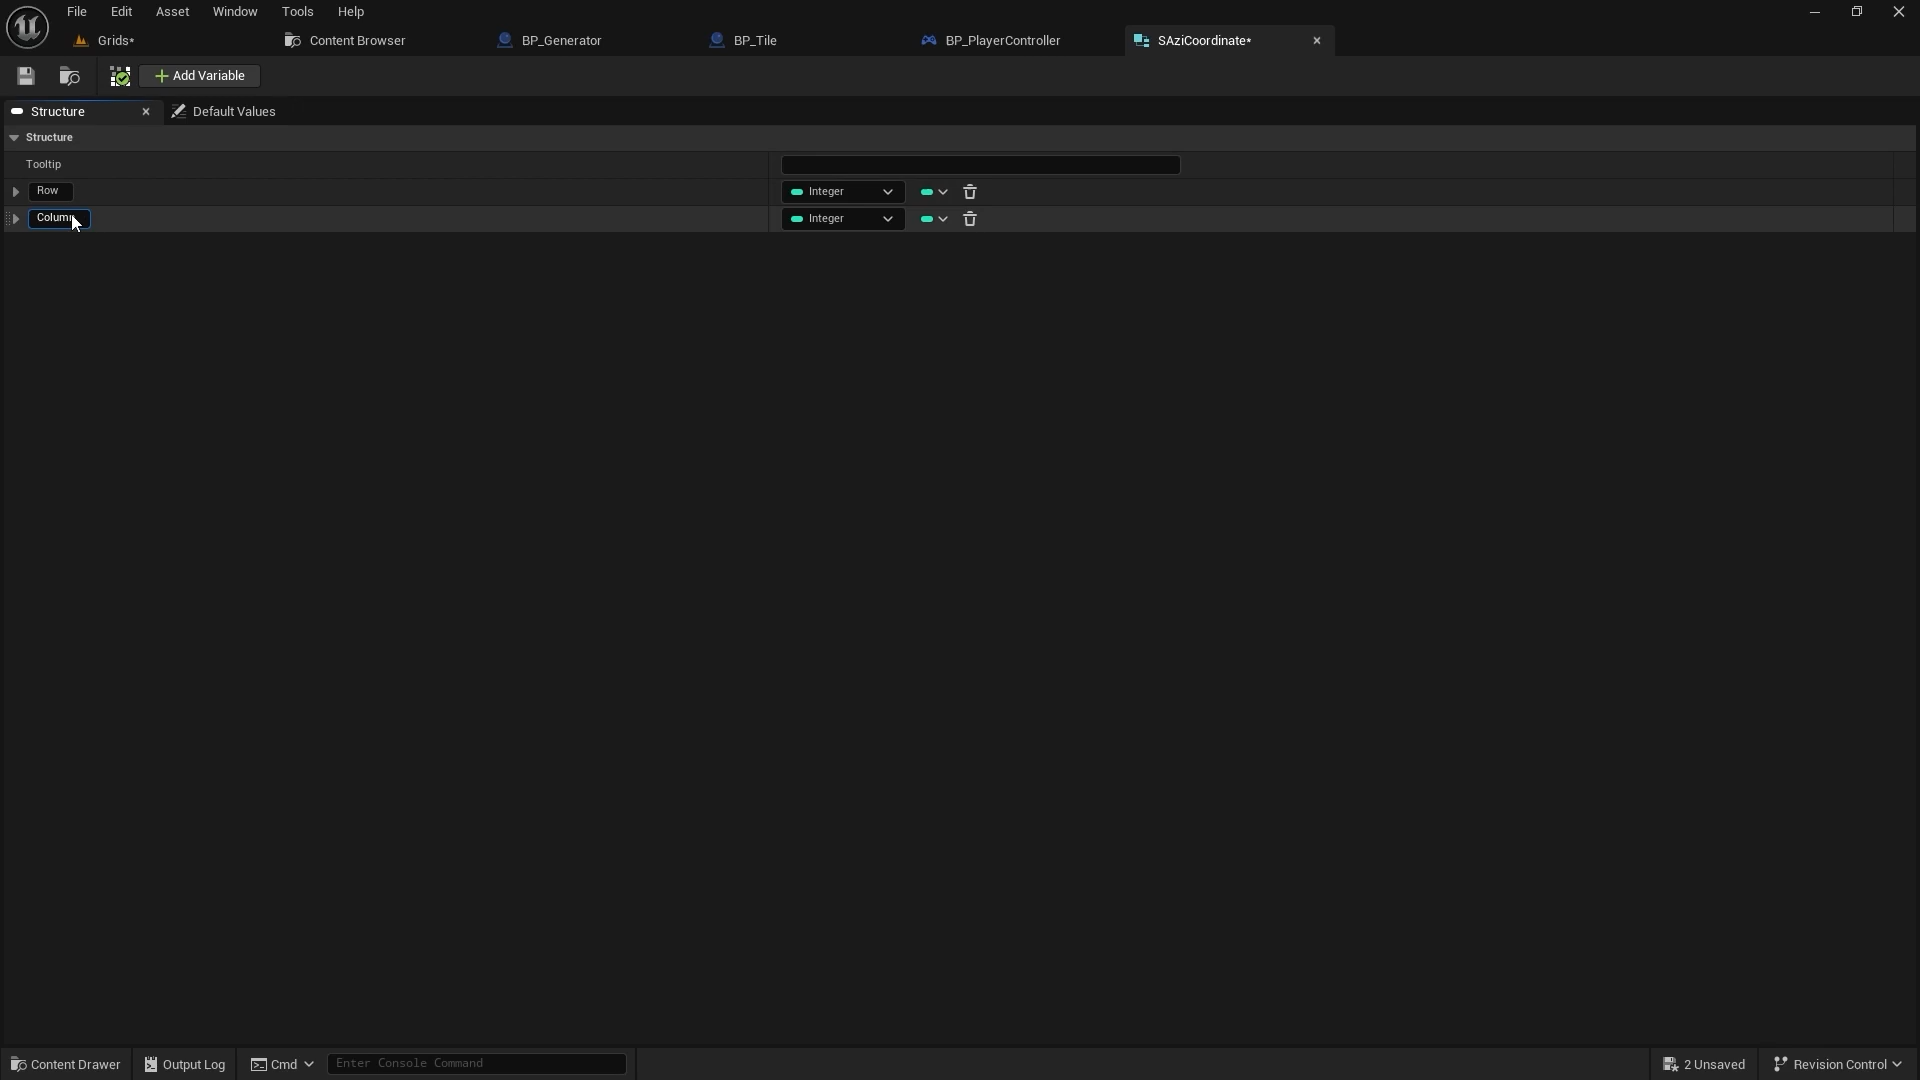 File Edit Asset Window Tools Help
Grids* Content Browser BP_Generator BP_Tile BP_PlayerController SAziCoordinate*
Add Variable
Structure Default Values
Structure
Tooltip
Row Integer
Column Integer
Content Drawer Output Log Cmd Enter Console Command 2 Unsaved Revision Control